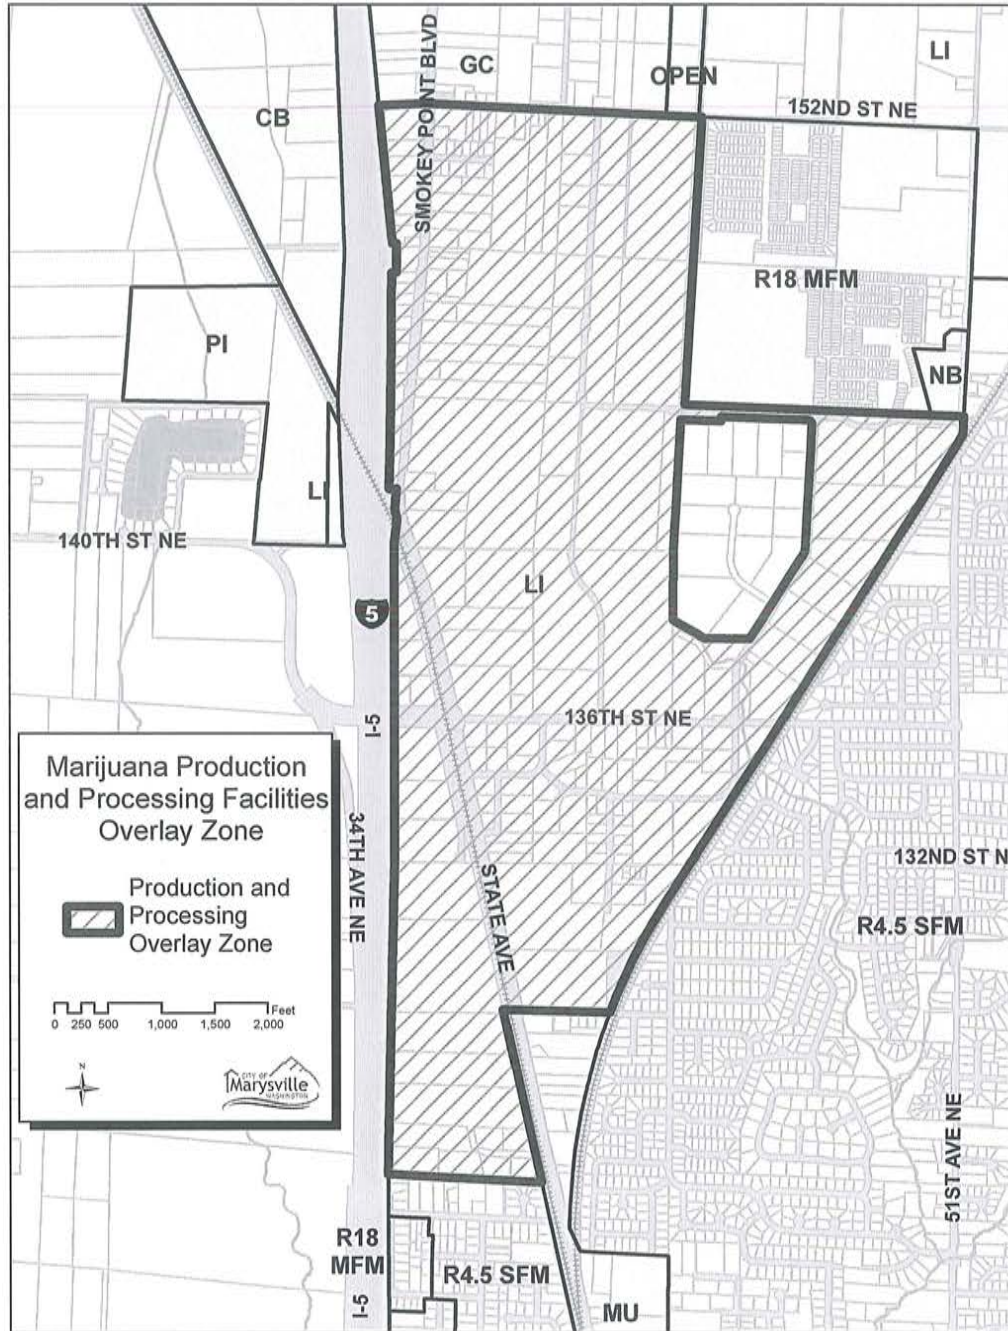 SMOKEY POINT BLVD
GC
OPEN
LI
CB
152ND ST NE
R18 MFM
PI
NB
LI
140TH ST NE
LI
5
136TH ST NE
I-5
Marijuana Production
and Processing Facilities
Overlay Zone
Production and
Processing
Overlay Zone
Feet
0 250 500 1,000 1,500 2,000
N
CITY OF
Marysville
WASHINGTON
34TH AVE NE
STATE AVE
132ND ST N
R4.5 SFM
51ST AVE NE
R18
MFM
R4.5 SFM
I-5
MU